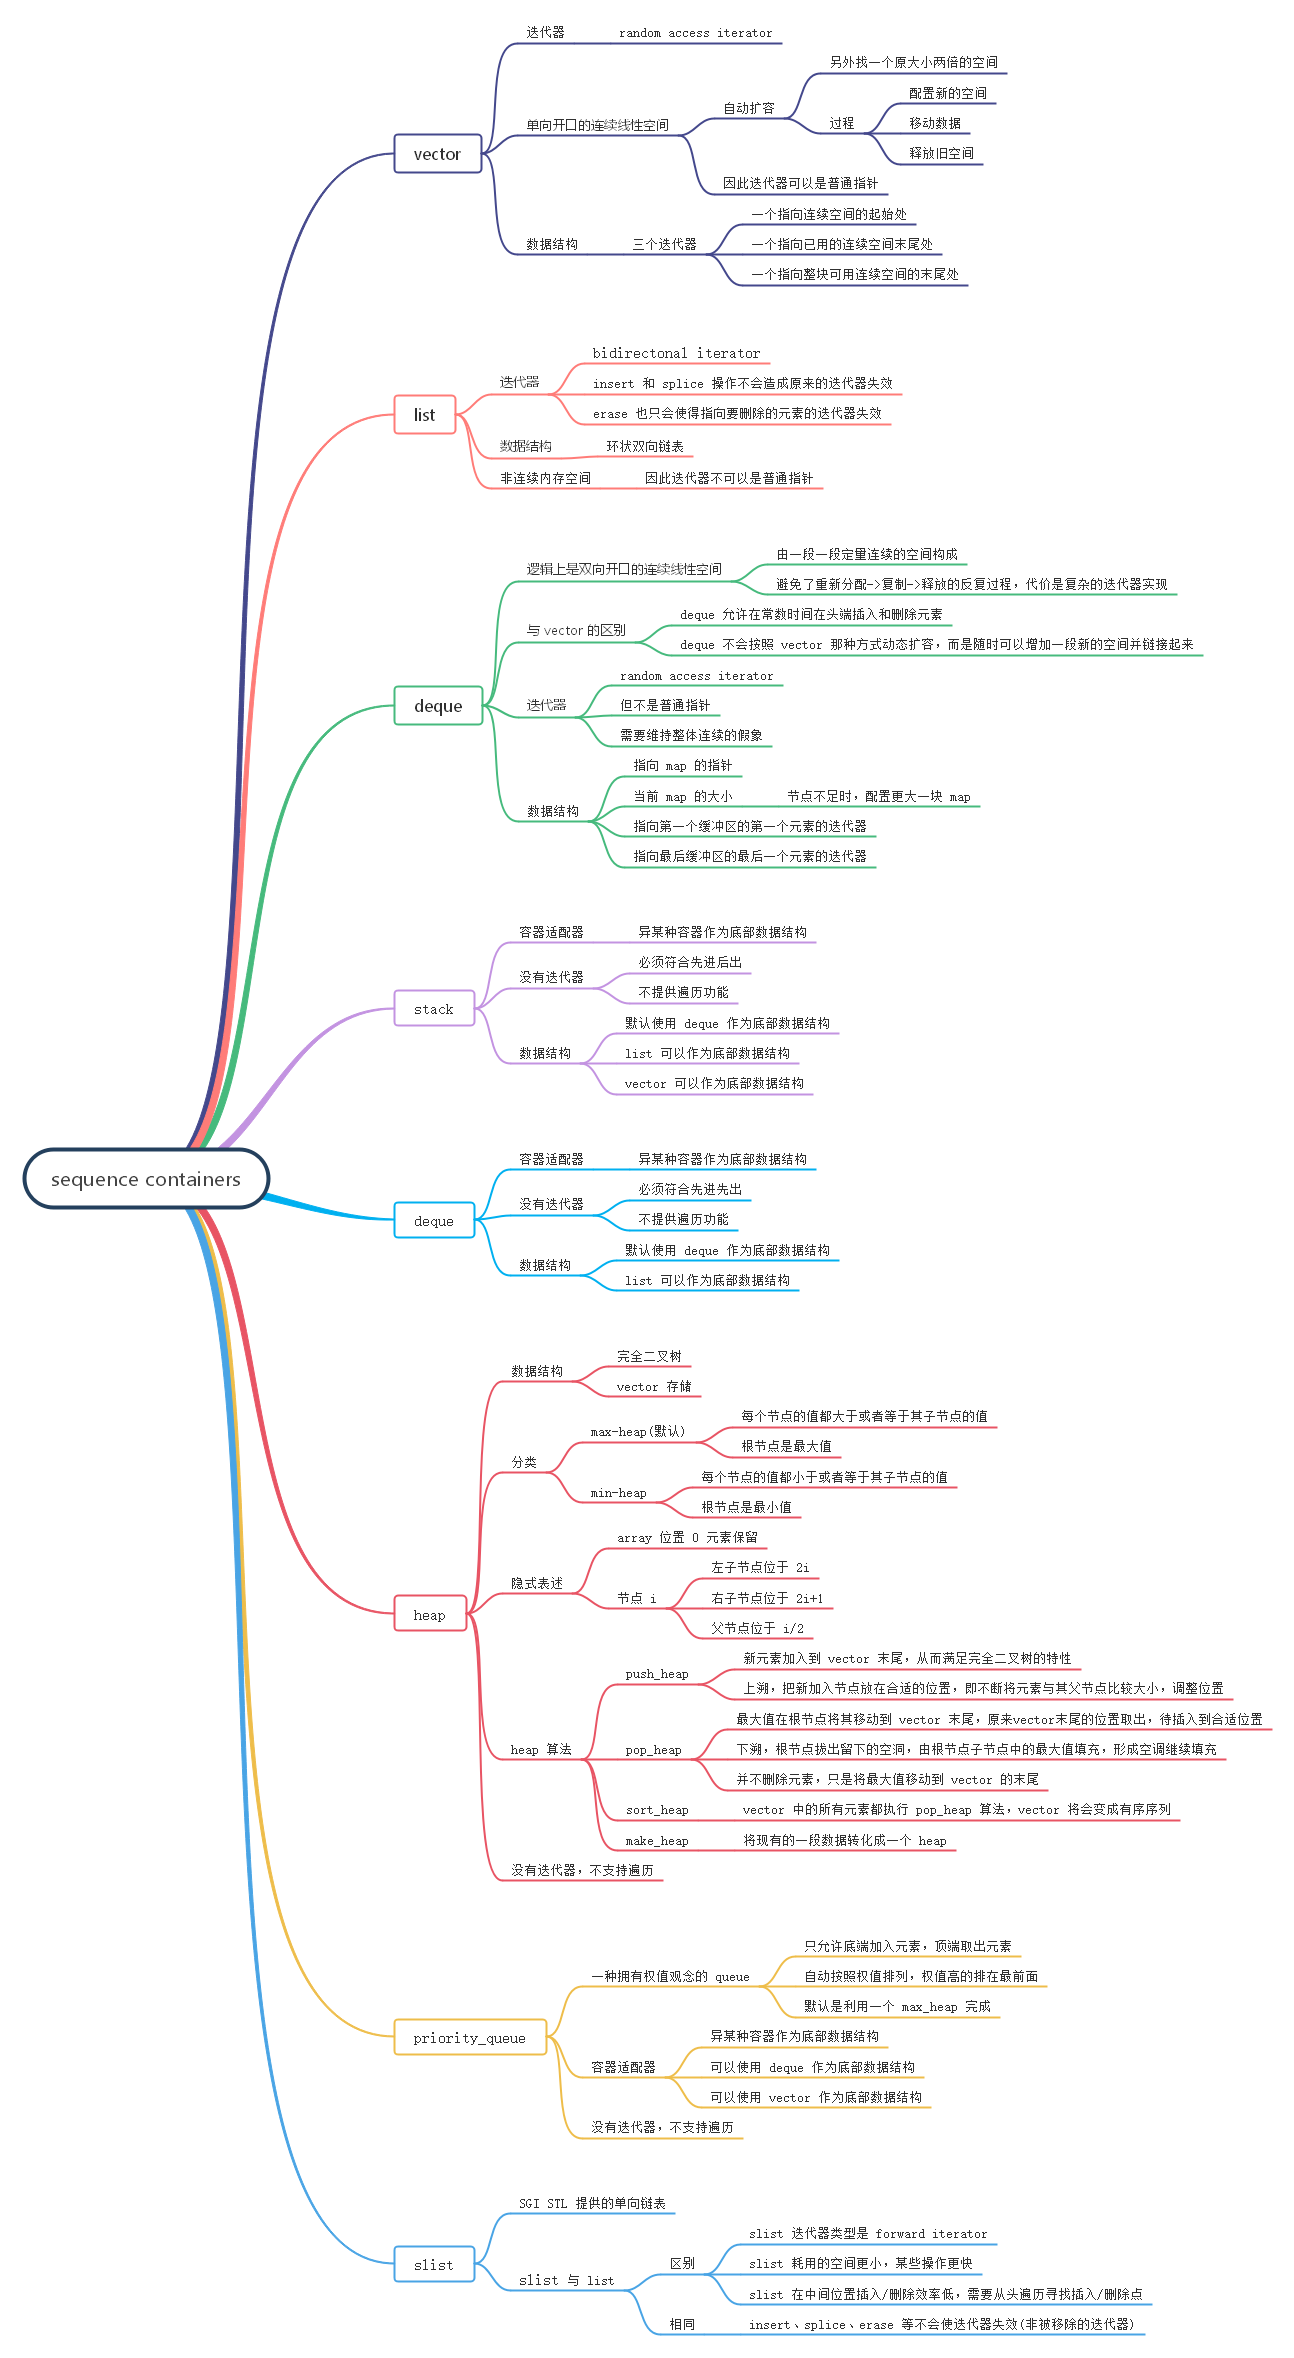 sequence containers
vector
迭代器
random access iterator
单向开口的连续线性空间
自动扩容
另外找一个原大小两倍的空间
过程
配置新的空间
移动数据
释放旧空间
因此迭代器可以是普通指针
数据结构
三个迭代器
一个指向连续空间的起始处
一个指向已用的连续空间末尾处
一个指向整块可用连续空间的末尾处
list
迭代器
bidirectonal iterator
insert 和 splice 操作不会造成原来的迭代器失效
erase 也只会使得指向要删除的元素的迭代器失效
数据结构
环状双向链表
非连续内存空间
因此迭代器不可以是普通指针
deque
逻辑上是双向开口的连续线性空间
由一段一段定量连续的空间构成
避免了重新分配->复制->释放的反复过程，代价是复杂的迭代器实现
与 vector 的区别
deque 允许在常数时间在头端插入和删除元素
deque 不会按照 vector 那种方式动态扩容，而是随时可以增加一段新的空间并链接起来
迭代器
random access iterator
但不是普通指针
需要维持整体连续的假象
数据结构
指向 map 的指针
当前 map 的大小
节点不足时，配置更大一块 map
指向第一个缓冲区的第一个元素的迭代器
指向最后缓冲区的最后一个元素的迭代器
stack
容器适配器
异某种容器作为底部数据结构
没有迭代器
必须符合先进后出
不提供遍历功能
数据结构
默认使用 deque 作为底部数据结构
list 可以作为底部数据结构
vector 可以作为底部数据结构
deque
容器适配器
异某种容器作为底部数据结构
没有迭代器
必须符合先进先出
不提供遍历功能
数据结构
默认使用 deque 作为底部数据结构
list 可以作为底部数据结构
heap
数据结构
完全二叉树
vector 存储
分类
max-heap(默认)
每个节点的值都大于或者等于其子节点的值
根节点是最大值
min-heap
每个节点的值都小于或者等于其子节点的值
根节点是最小值
隐式表述
array 位置 0 元素保留
节点 i
左子节点位于 2i
右子节点位于 2i+1
父节点位于 i/2
heap 算法
push_heap
新元素加入到 vector 末尾，从而满足完全二叉树的特性
上溯，把新加入节点放在合适的位置，即不断将元素与其父节点比较大小，调整位置
pop_heap
最大值在根节点将其移动到 vector 末尾，原来vector末尾的位置取出，待插入到合适位置
下溯，根节点拔出留下的空洞，由根节点子节点中的最大值填充，形成空调继续填充
并不删除元素，只是将最大值移动到 vector 的末尾
sort_heap
vector 中的所有元素都执行 pop_heap 算法，vector 将会变成有序序列
make_heap
将现有的一段数据转化成一个 heap
没有迭代器，不支持遍历
priority_queue
一种拥有权值观念的 queue
只允许底端加入元素，顶端取出元素
自动按照权值排列，权值高的排在最前面
默认是利用一个 max_heap 完成
容器适配器
异某种容器作为底部数据结构
可以使用 deque 作为底部数据结构
可以使用 vector 作为底部数据结构
没有迭代器，不支持遍历
slist
SGI STL 提供的单向链表
slist 与 list
区别
slist 迭代器类型是 forward iterator
slist 耗用的空间更小，某些操作更快
slist 在中间位置插入/删除效率低，需要从头遍历寻找插入/删除点
相同
insert、splice、erase 等不会使迭代器失效(非被移除的迭代器)